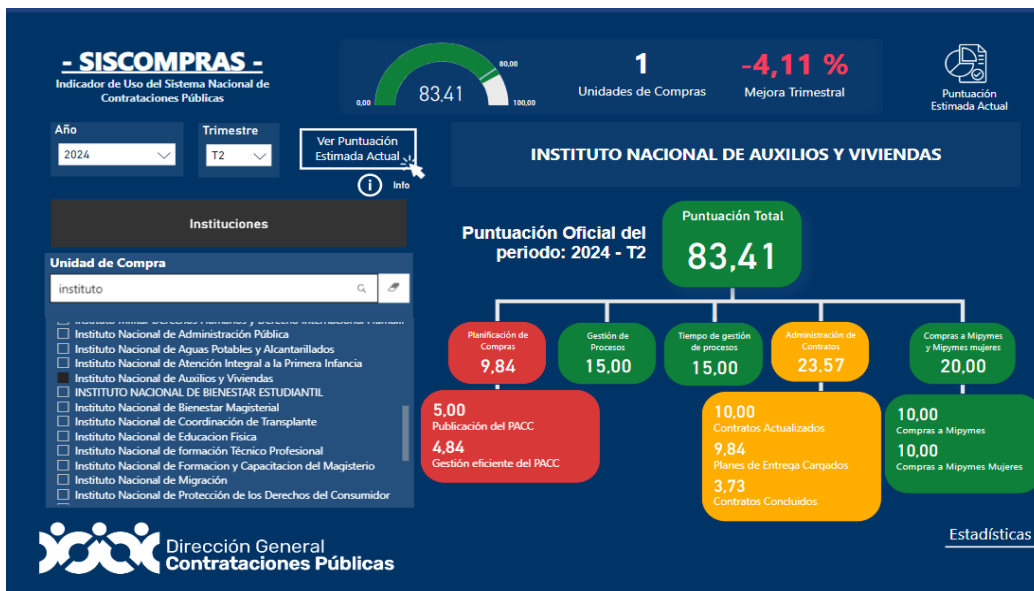 - SISCOMPRAS -
Indicador de Uso del Sistema Nacional de
Contrataciones Públicas
80,00
0,00
83,41
100,00
1
Unidades de Compras
-4,11 %
Mejora Trimestral
Puntuación
Estimada Actual
Año
2024
Trimestre
T2
Ver Puntuación
Estimada Actual
i Info
INSTITUTO NACIONAL DE AUXILIOS Y VIVIENDAS
Instituciones
Unidad de Compra
instituto
Instituto Nacional de Administración Pública
Instituto Nacional de Aguas Potables y Alcantarillados
Instituto Nacional de Atención Integral a la Primera Infancia
Instituto Nacional de Auxilios y Viviendas
INSTITUTO NACIONAL DE BIENESTAR ESTUDIANTIL
Instituto Nacional de Bienestar Magisterial
Instituto Nacional de Coordinación de Transplante
Instituto Nacional de Educacion Fisica
Instituto Nacional de formación Técnico Profesional
Instituto Nacional de Formacion y Capacitacion del Magisterio
Instituto Nacional de Migración
Instituto Nacional de Protección de los Derechos del Consumidor
Puntuación Oficial del
periodo: 2024 - T2
Puntuación Total
83,41
Planificación de
Compras
9,84
Gestión de
Procesos
15,00
Tiempo de gestión
de procesos
15,00
Administración de
Contratos
23,57
Compras a Mipymes
y Mipymes mujeres
20,00
5,00
Publicación del PACC
4,84
Gestión eficiente del PACC
10,00
Contratos Actualizados
9,84
Planes de Entrega Cargados
3,73
Contratos Concluidos
10,00
Compras a Mipymes
10,00
Compras a Mipymes Mujeres
Dirección General
Contrataciones Públicas
Estadísticas